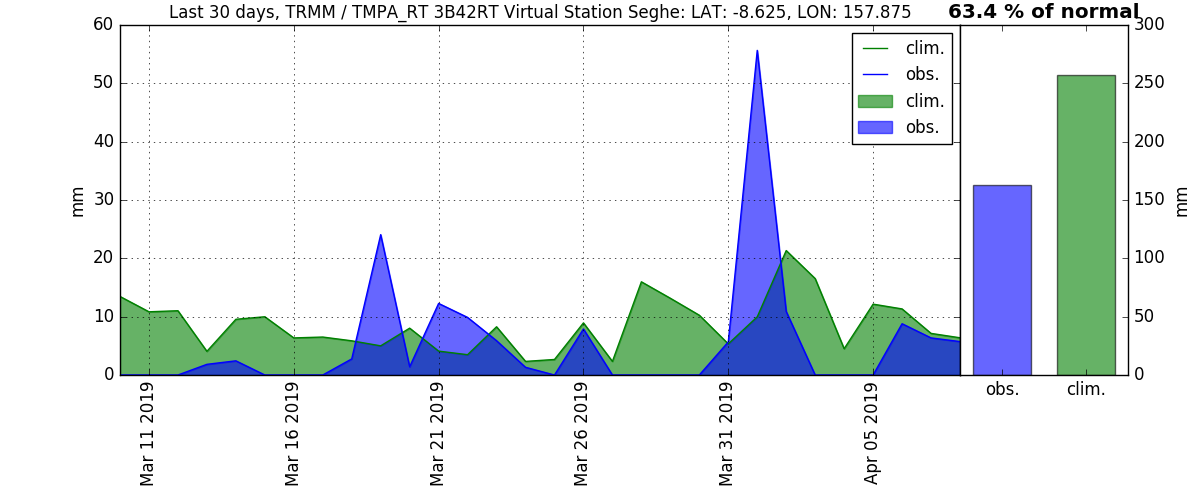 Last 30 days, TRMM / TMPA_RT 3B42RT Virtual Station Seghe: LAT: -8.625, LON: 157.875
63.4 % of normal
60
50
40
30
20
10
0
mm
clim.
obs.
clim.
obs.
300
250
200
150
100
50
0
mm
obs.
clim.
Mar 11 2019
Mar 16 2019
Mar 21 2019
Mar 26 2019
Mar 31 2019
Apr 05 2019